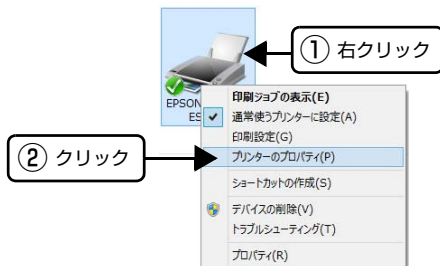 ① 右クリック
EPSON
ES
印刷ジョブの表示(E)
通常使うプリンターに設定(A)
印刷設定(G)
② クリック
プリンターのプロパティ(P)
ショートカットの作成(S)
デバイスの削除(V)
トラブルシューティング(T)
プロパティ(R)